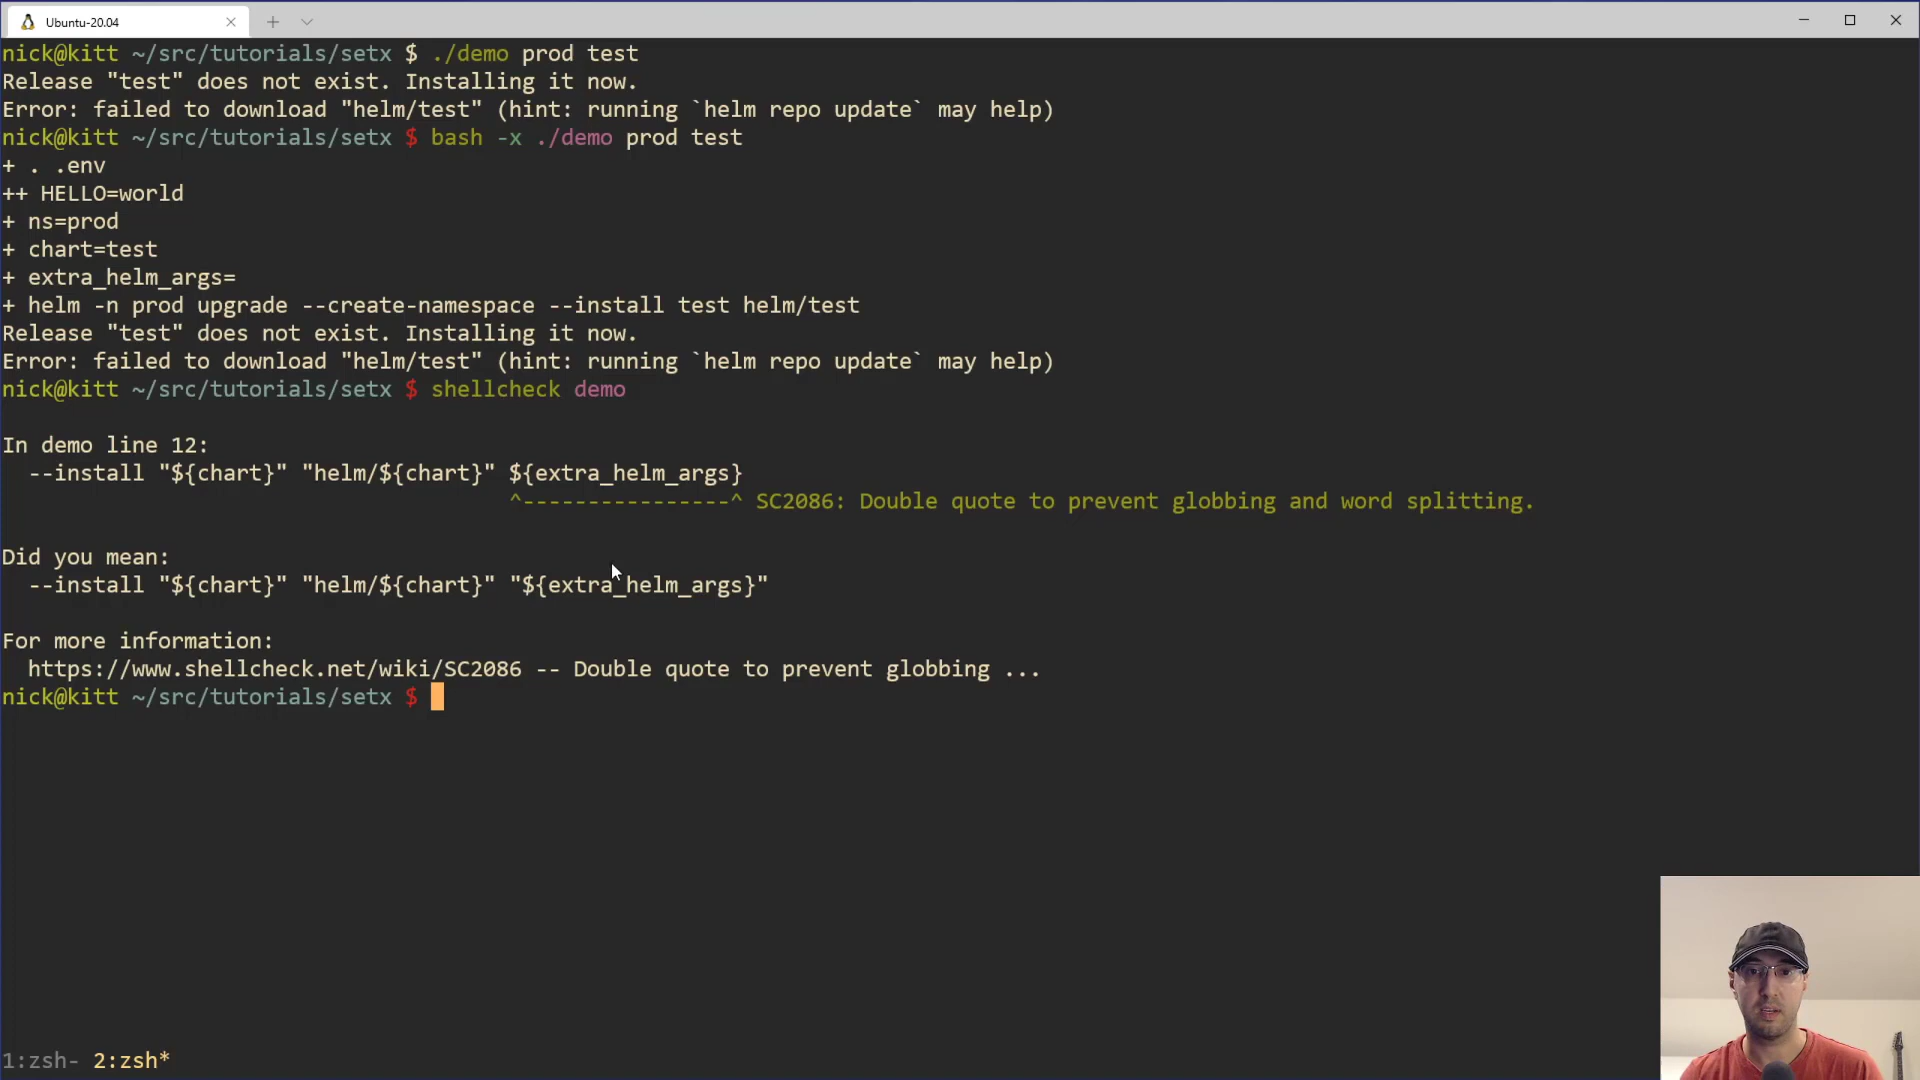 Ubuntu-20.04
nick@kitt ~/src/tutorials/setx $ ./demo prod test
Release "test" does not exist. Installing it now.
Error: failed to download "helm/test" (hint: running `helm repo update` may help)
nick@kitt ~/src/tutorials/setx $ bash -x ./demo prod test
+ . .env
++ HELLO=world
+ ns=prod
+ chart=test
+ extra_helm_args=
+ helm -n prod upgrade --create-namespace --install test helm/test
Release "test" does not exist. Installing it now.
Error: failed to download "helm/test" (hint: running `helm repo update` may help)
nick@kitt ~/src/tutorials/setx $ shellcheck demo
In demo line 12:
  --install "${chart}" "helm/${chart}" ${extra_helm_args}
^----------------^ SC2086: Double quote to prevent globbing and word splitting.
Did you mean:
  --install "${chart}" "helm/${chart}" "${extra_helm_args}"
For more information:
  https://www.shellcheck.net/wiki/SC2086 -- Double quote to prevent globbing ...
nick@kitt ~/src/tutorials/setx $
1:zsh- 2:zsh*